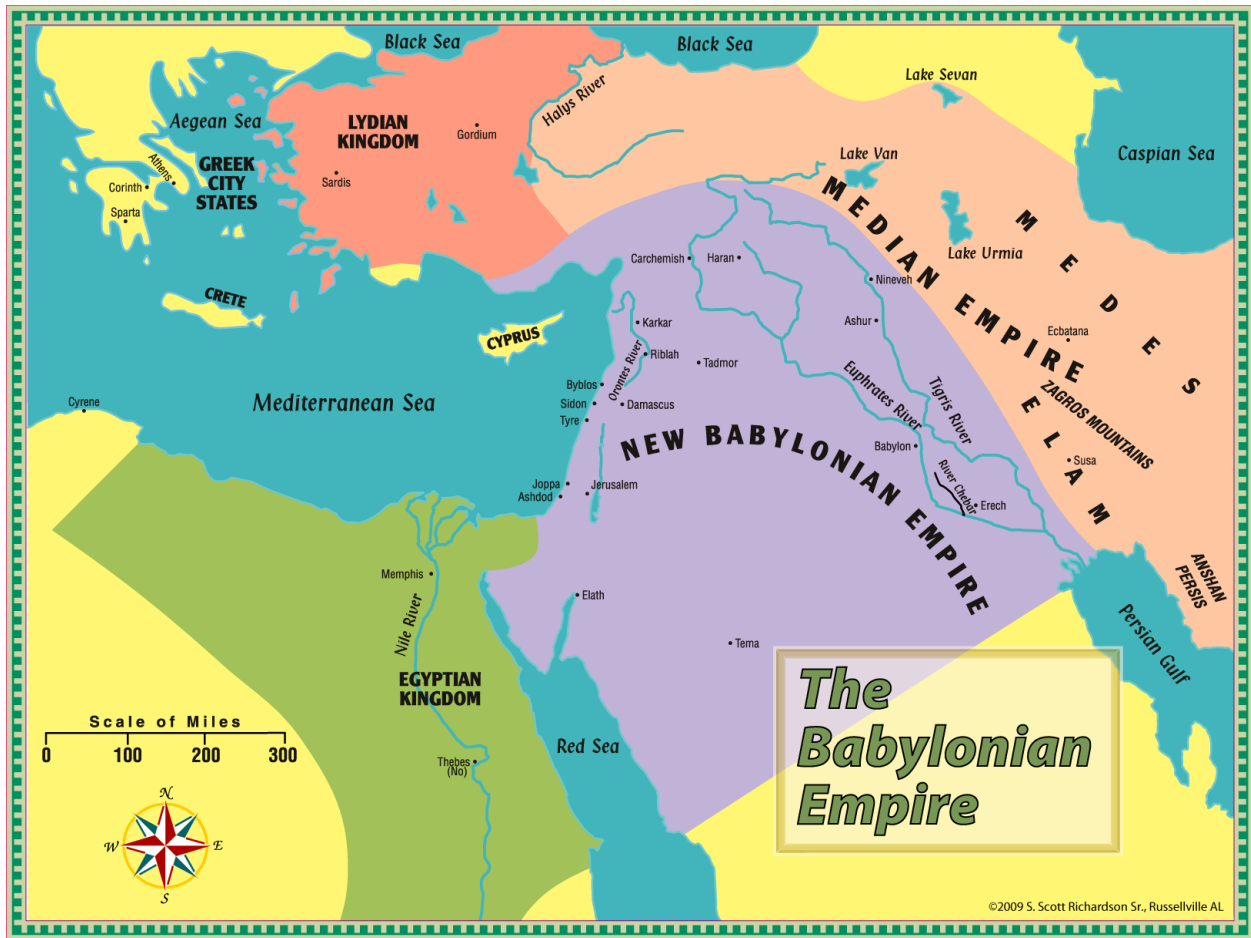 Black Sea
Black Sea
Lake Sevan
Halys River
Aegean Sea
LYDIAN
KINGDOM
Gordium
Caspian Sea
Lake Van
Athens
GREEK
CITY
STATES
Corinth
Sardis
Sparta
MEDES
MEDIAN EMPIRE
Lake Urmia
Carchemish
Haran
Nineveh
CRETE
Karkar
Ashur
CYPRUS
Ecbatana
Riblah
Tadmor
Orontes River
Byblos
Euphrates River
Tigris River
ZAGROS MOUNTAINS
Cyrene
Mediterranean Sea
Sidon
Damascus
Tyre
ELAM
NEW BABYLONIAN EMPIRE
Babylon
Susa
River Chebar
Joppa
Jerusalem
Ashdod
Erech
Memphis
ANSHAN
PERSIS
Elath
Nile River
Tema
Persian Gulf
EGYPTIAN
KINGDOM
The
Babylonian
Empire
Scale of Miles
0 100 200 300
Red Sea
Thebes
(No)
N
W E
S
©2009 S. Scott Richardson Sr., Russellville AL